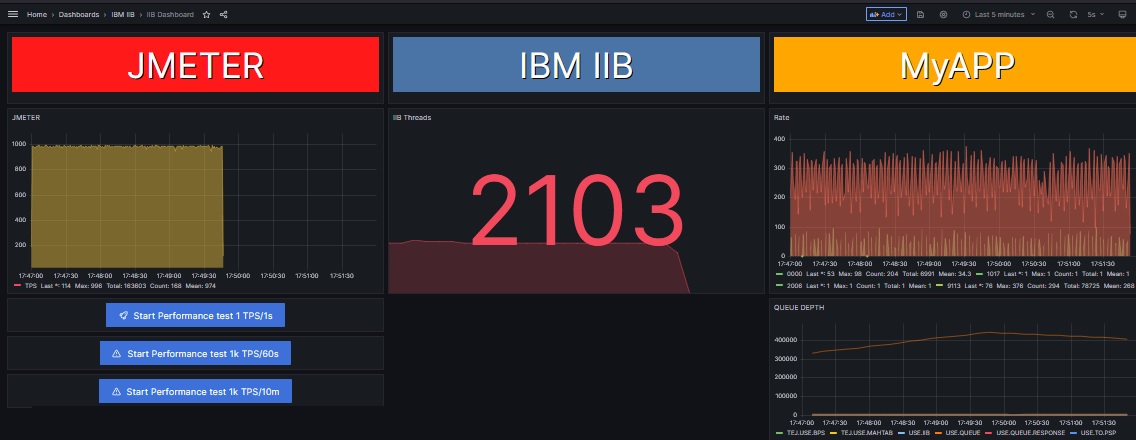 Home › Dashboards › IBM IIB › IIB Dashboard
Add
Last 5 minutes
5s
JMETER
IBM IIB
MyAPP
JMETER
1000
800
600
400
200
17:47:00 17:47:30 17:48:00 17:48:30 17:49:00 17:49:30 17:50:00 17:50:30 17:51:00 17:51:30
TPS Last *: 114 Max: 996 Total: 163603 Count: 168 Mean: 974
IIB Threads
2103
Rate
400
300
200
100
0
17:47:00 17:47:30 17:48:00 17:48:30 17:49:00 17:49:30 17:50:00 17:50:30 17:51:00 17:51:30
0000 Last *: 53 Max: 98 Count: 204 Total: 6991 Mean: 34.3 1017 Last *: 1 Max: 1 Count: 1 Total: 1 Mean: 1
2006 Last *: 1 Max: 1 Count: 1 Total: 1 Mean: 1 9113 Last *: 76 Max: 376 Count: 294 Total: 78725 Mean: 268
Start Performance test 1 TPS/1s
Start Performance test 1k TPS/60s
Start Performance test 1k TPS/10m
QUEUE DEPTH
400000
300000
200000
100000
0
17:47:00 17:47:30 17:48:00 17:48:30 17:49:00 17:49:30 17:50:00 17:50:30 17:51:00 17:51:30
TEJ.USE.BPS TEJ.USE.MAHTAB USE.IIB USE.QUEUE USE.QUEUE.RESPONSE USE.TO.PSP